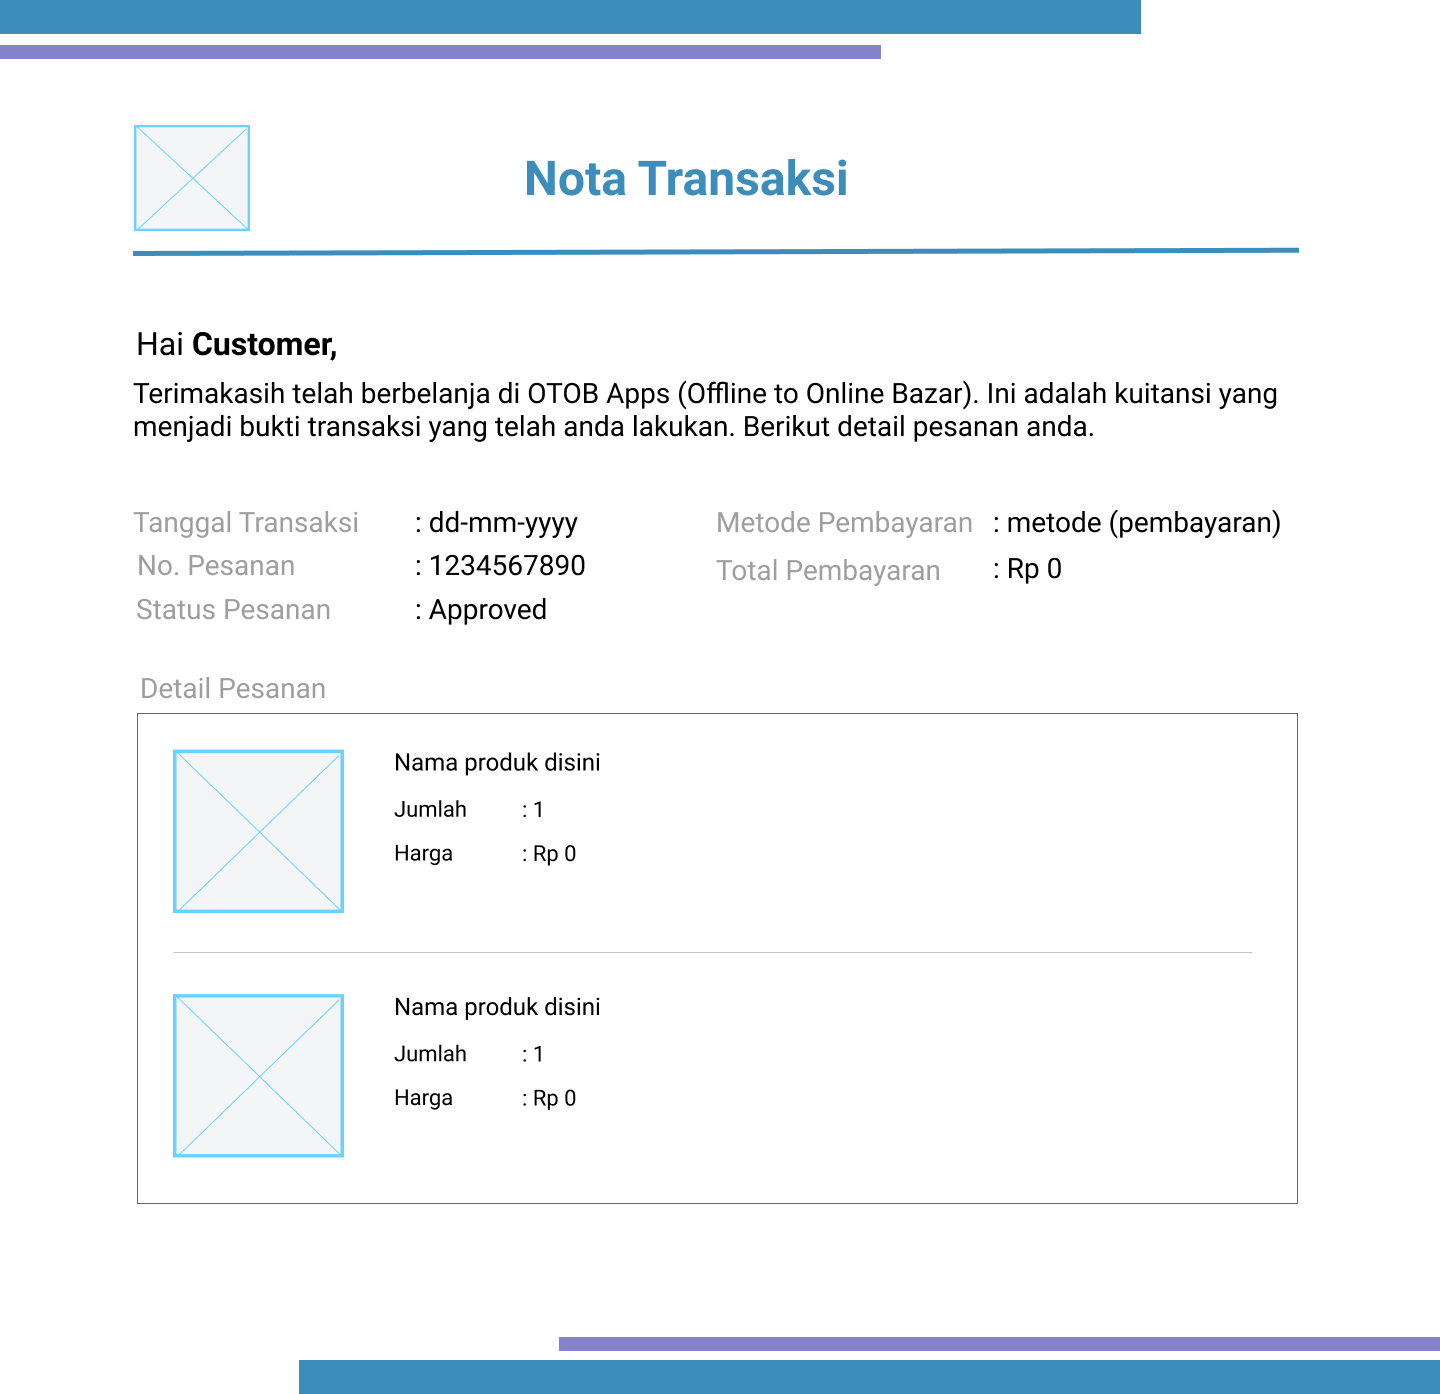 Nota Transaksi
Hai Customer,
Terimakasih telah berbelanja di OTOB Apps (Offline to Online Bazar). Ini adalah kuitansi yang
menjadi bukti transaksi yang telah anda lakukan. Berikut detail pesanan anda.
Tanggal Transaksi : dd-mm-yyyy
No. Pesanan : 1234567890
Status Pesanan : Approved
Metode Pembayaran : metode (pembayaran)
Total Pembayaran : Rp 0
Detail Pesanan
Nama produk disini
Jumlah : 1
Harga : Rp 0
Nama produk disini
Jumlah : 1
Harga : Rp 0